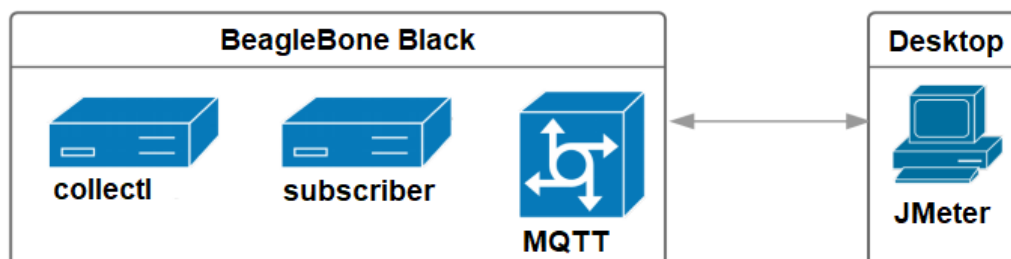 BeagleBone Black
Desktop
collectl
subscriber
MQTT
JMeter